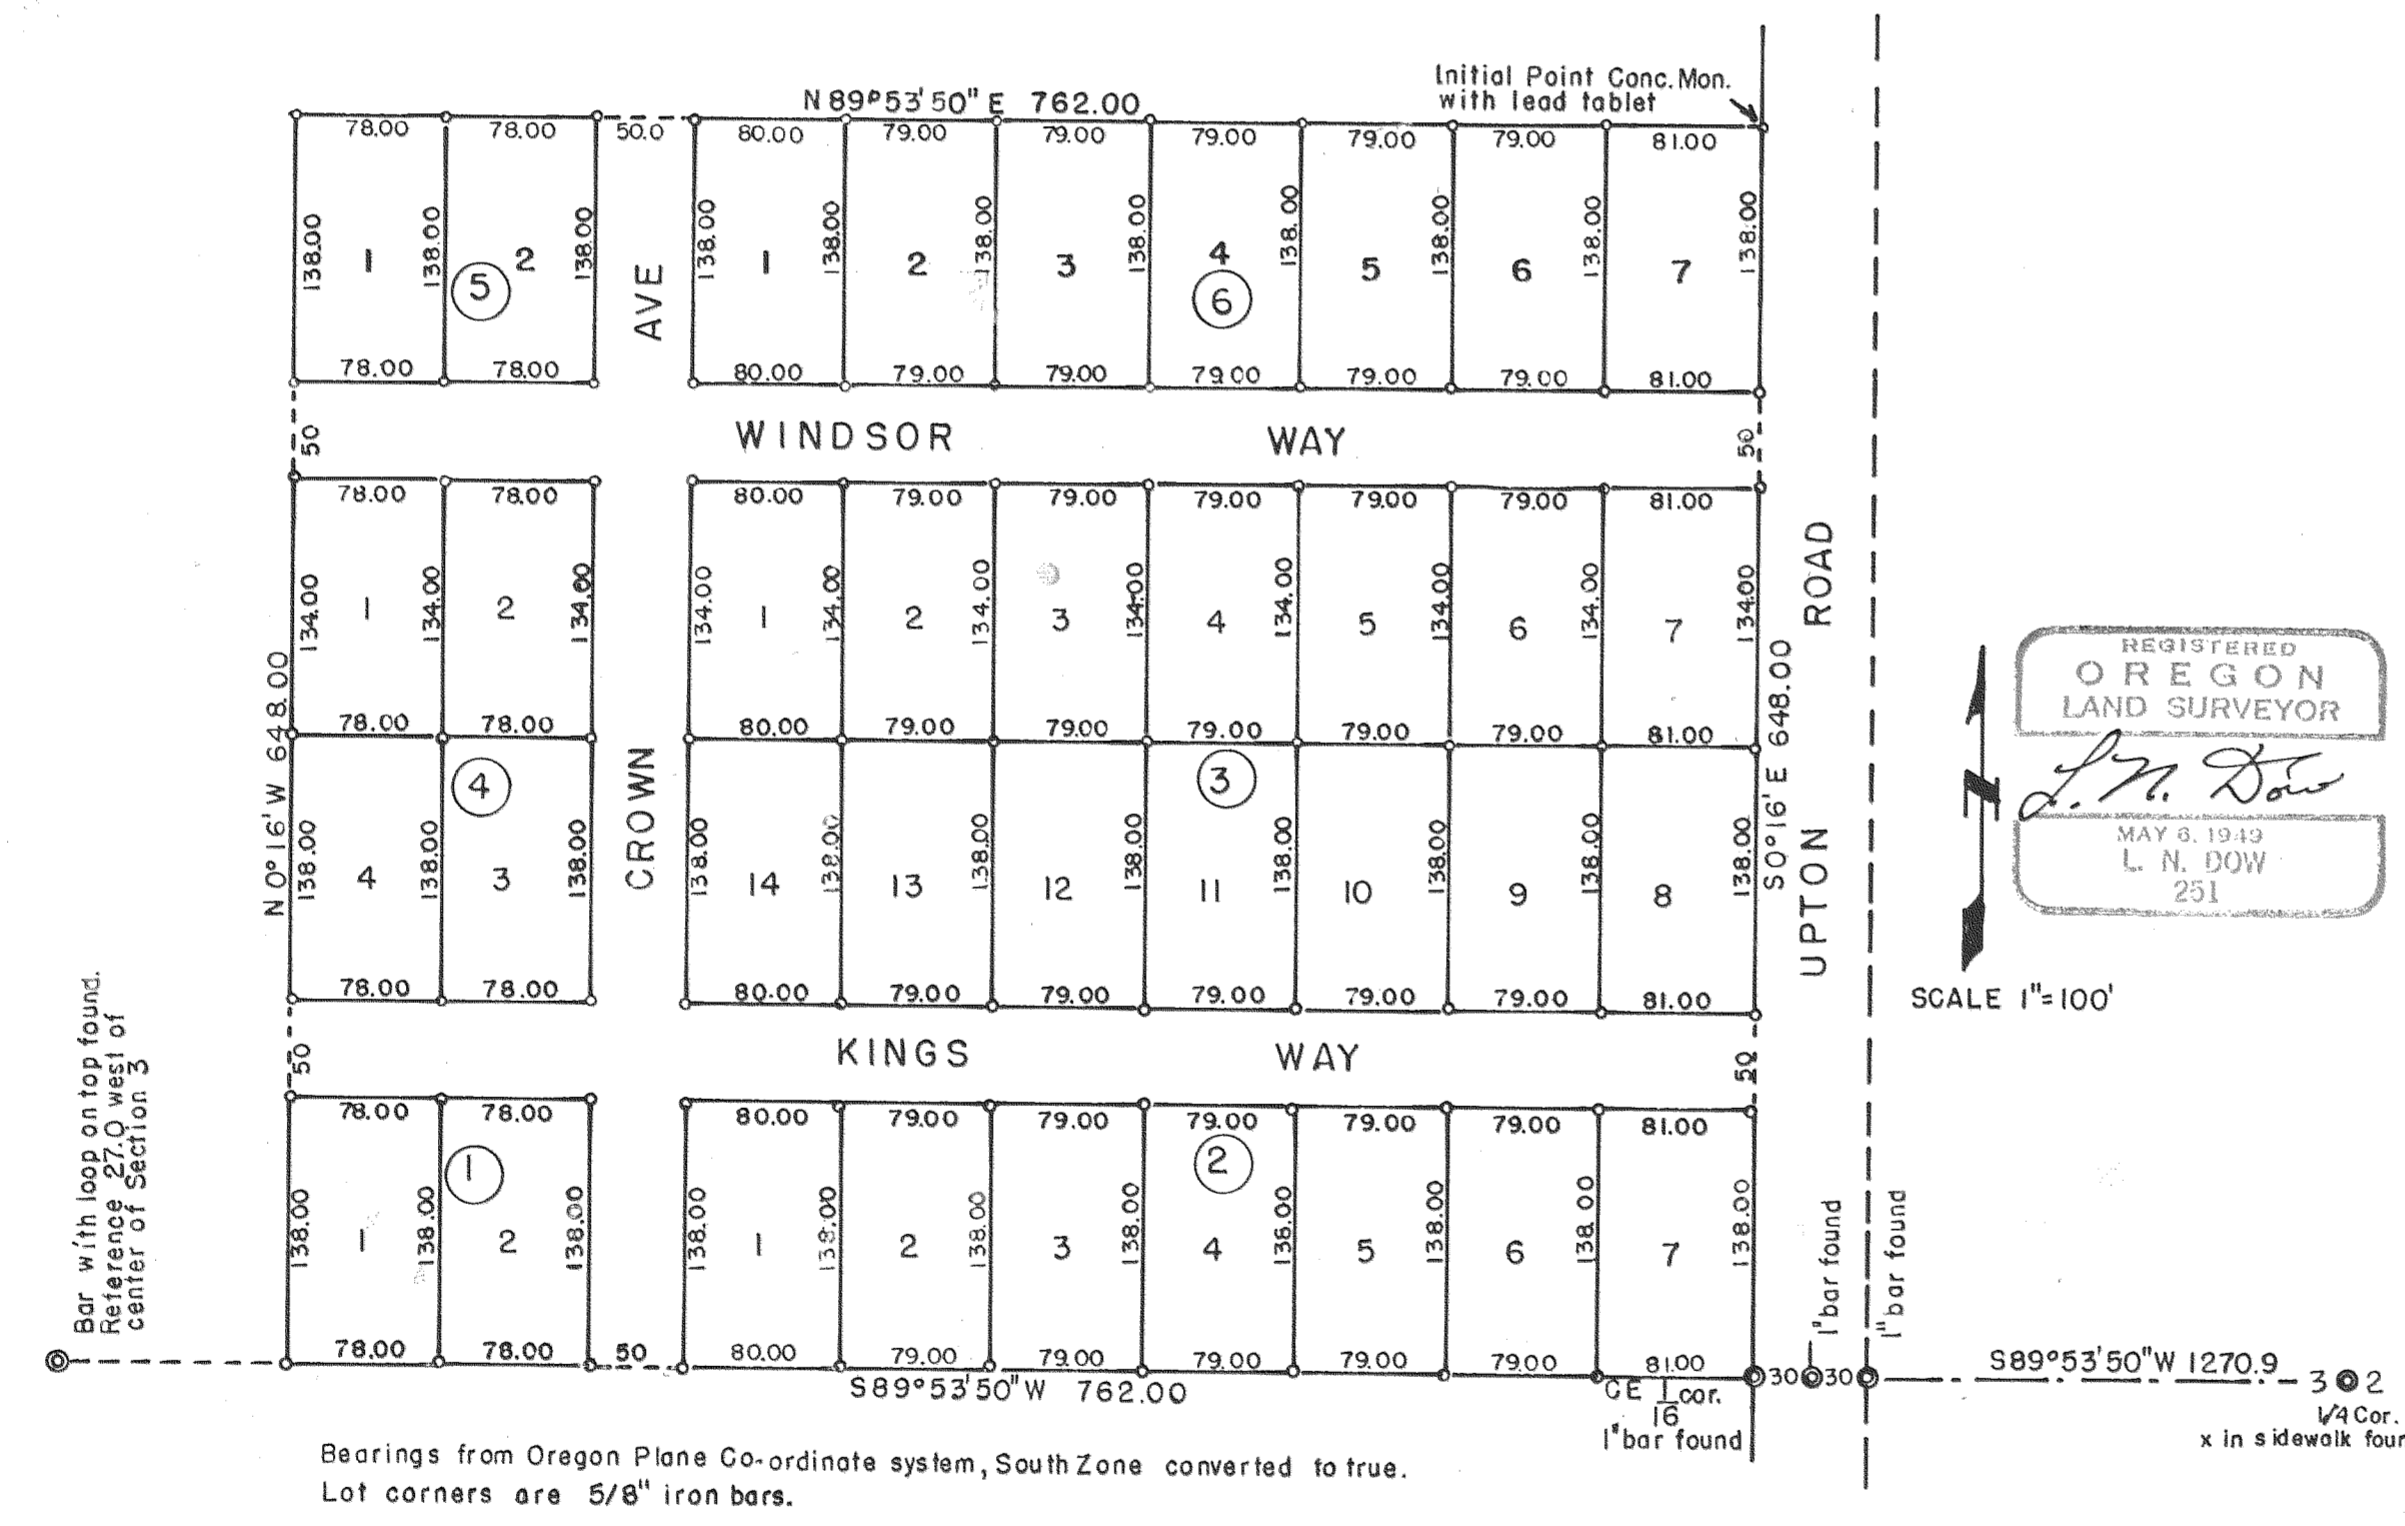 Initial Point Conc. Mon.
with lead tablet
N 89° 53' 50" E 762.00
78.00 78.00 50.0 80.00 79.00 79.00 79.00 79.00 79.00 81.00
138.00 138.00 138.00 138.00 138.00 138.00 138.00 138.00 138.00 138.00 138.00
1 2 1 2 3 4 5 6 7
5 6
AVE
78.00 78.00 80.00 79.00 79.00 79.00 79.00 79.00 81.00
50 WINDSOR WAY 50
78.00 78.00 80.00 79.00 79.00 79.00 79.00 79.00 81.00
134.00 134.00 134.00 134.00 134.00 134.00 134.00 134.00 134.00 134.00 134.00
1 2 1 2 3 4 5 6 7
78.00 78.00 80.00 79.00 79.00 79.00 79.00 79.00 81.00
N 0° 16' W 648.00
S 0° 16' E 648.00
CROWN
UPTON ROAD
4 3
138.00 138.00 138.00 138.00 138.00 138.00 138.00 138.00 138.00 138.00 138.00
4 3 14 13 12 11 10 9 8
78.00 78.00 80.00 79.00 79.00 79.00 79.00 79.00 81.00
50 KINGS WAY 50
78.00 78.00 80.00 79.00 79.00 79.00 79.00 79.00 81.00
1 2
138.00 138.00 138.00 138.00 138.00 138.00 138.00 136.00 138.00 138.00 138.00
1 2 1 2 3 4 5 6 7
78.00 78.00 50 80.00 79.00 79.00 79.00 79.00 79.00 81.00
S89°53'50"W 762.00
Bar with loop on top found.
Reference 27.0 west of
center of Section 3
CE 1/16 cor.
1" bar found
30 30
1" bar found
1" bar found
S89°53'50"W 1270.9
3 2
1/4 Cor.
x in sidewalk four
N
SCALE 1"=100'
REGISTERED
OREGON
LAND SURVEYOR
L. N. Dow
MAY 6, 1949
L. N. DOW
251
Bearings from Oregon Plane Co-ordinate system, South Zone converted to true.
Lot corners are 5/8" iron bars.